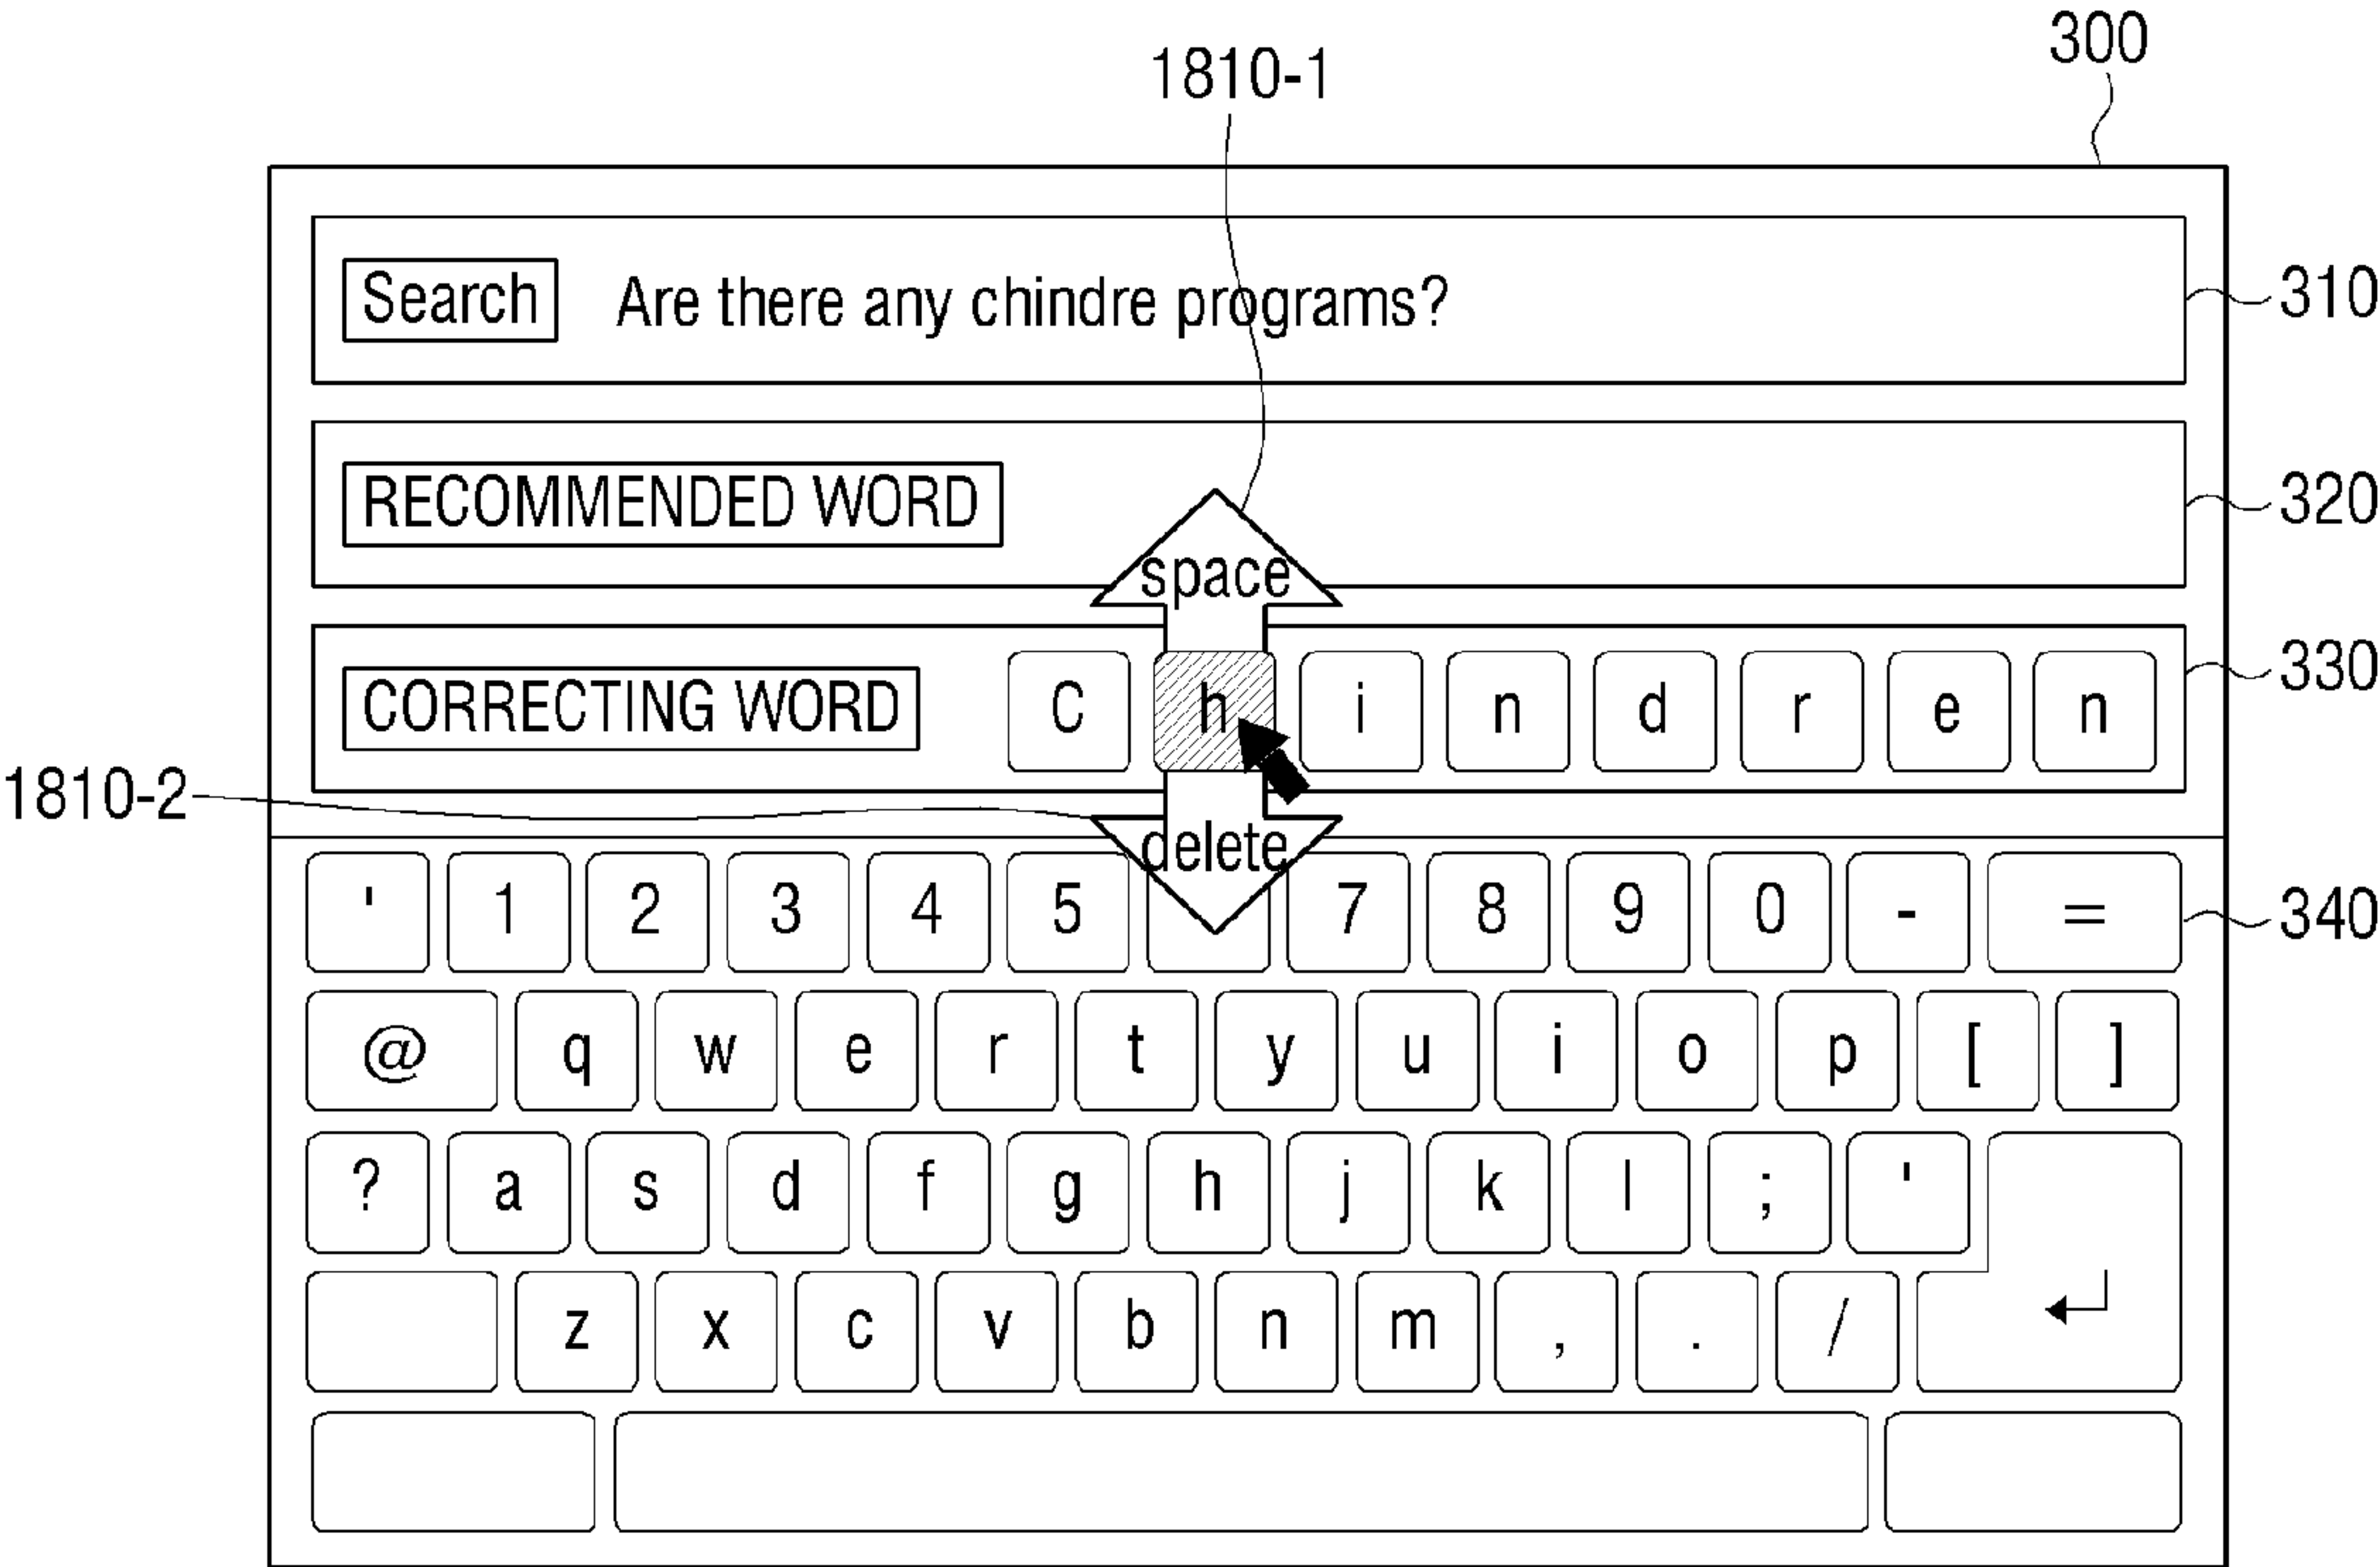 300
1810-1
Search Are there any chindre programs? 310
RECOMMENDED WORD 320
space
CORRECTING WORD C h i n d r e n 330
1810-2
delete
' 1 2 3 4 5 7 8 9 0 - = 340
@ q w e r t y u i o p [ ]
? a s d f g h j k l ; '
z x c v b n m , . /